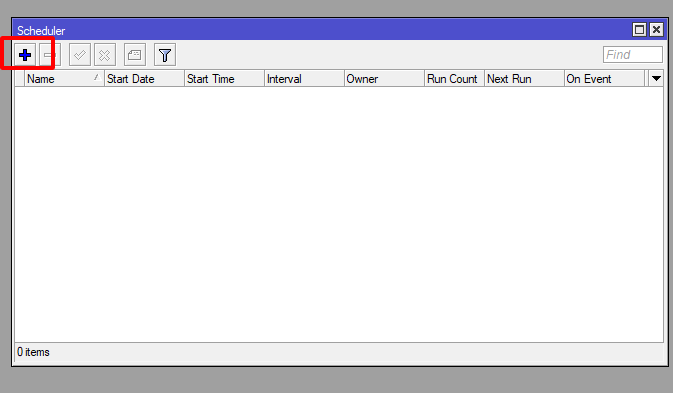 Scheduler
Find
Name Start Date Start Time Interval Owner Run Count Next Run On Event
0 items